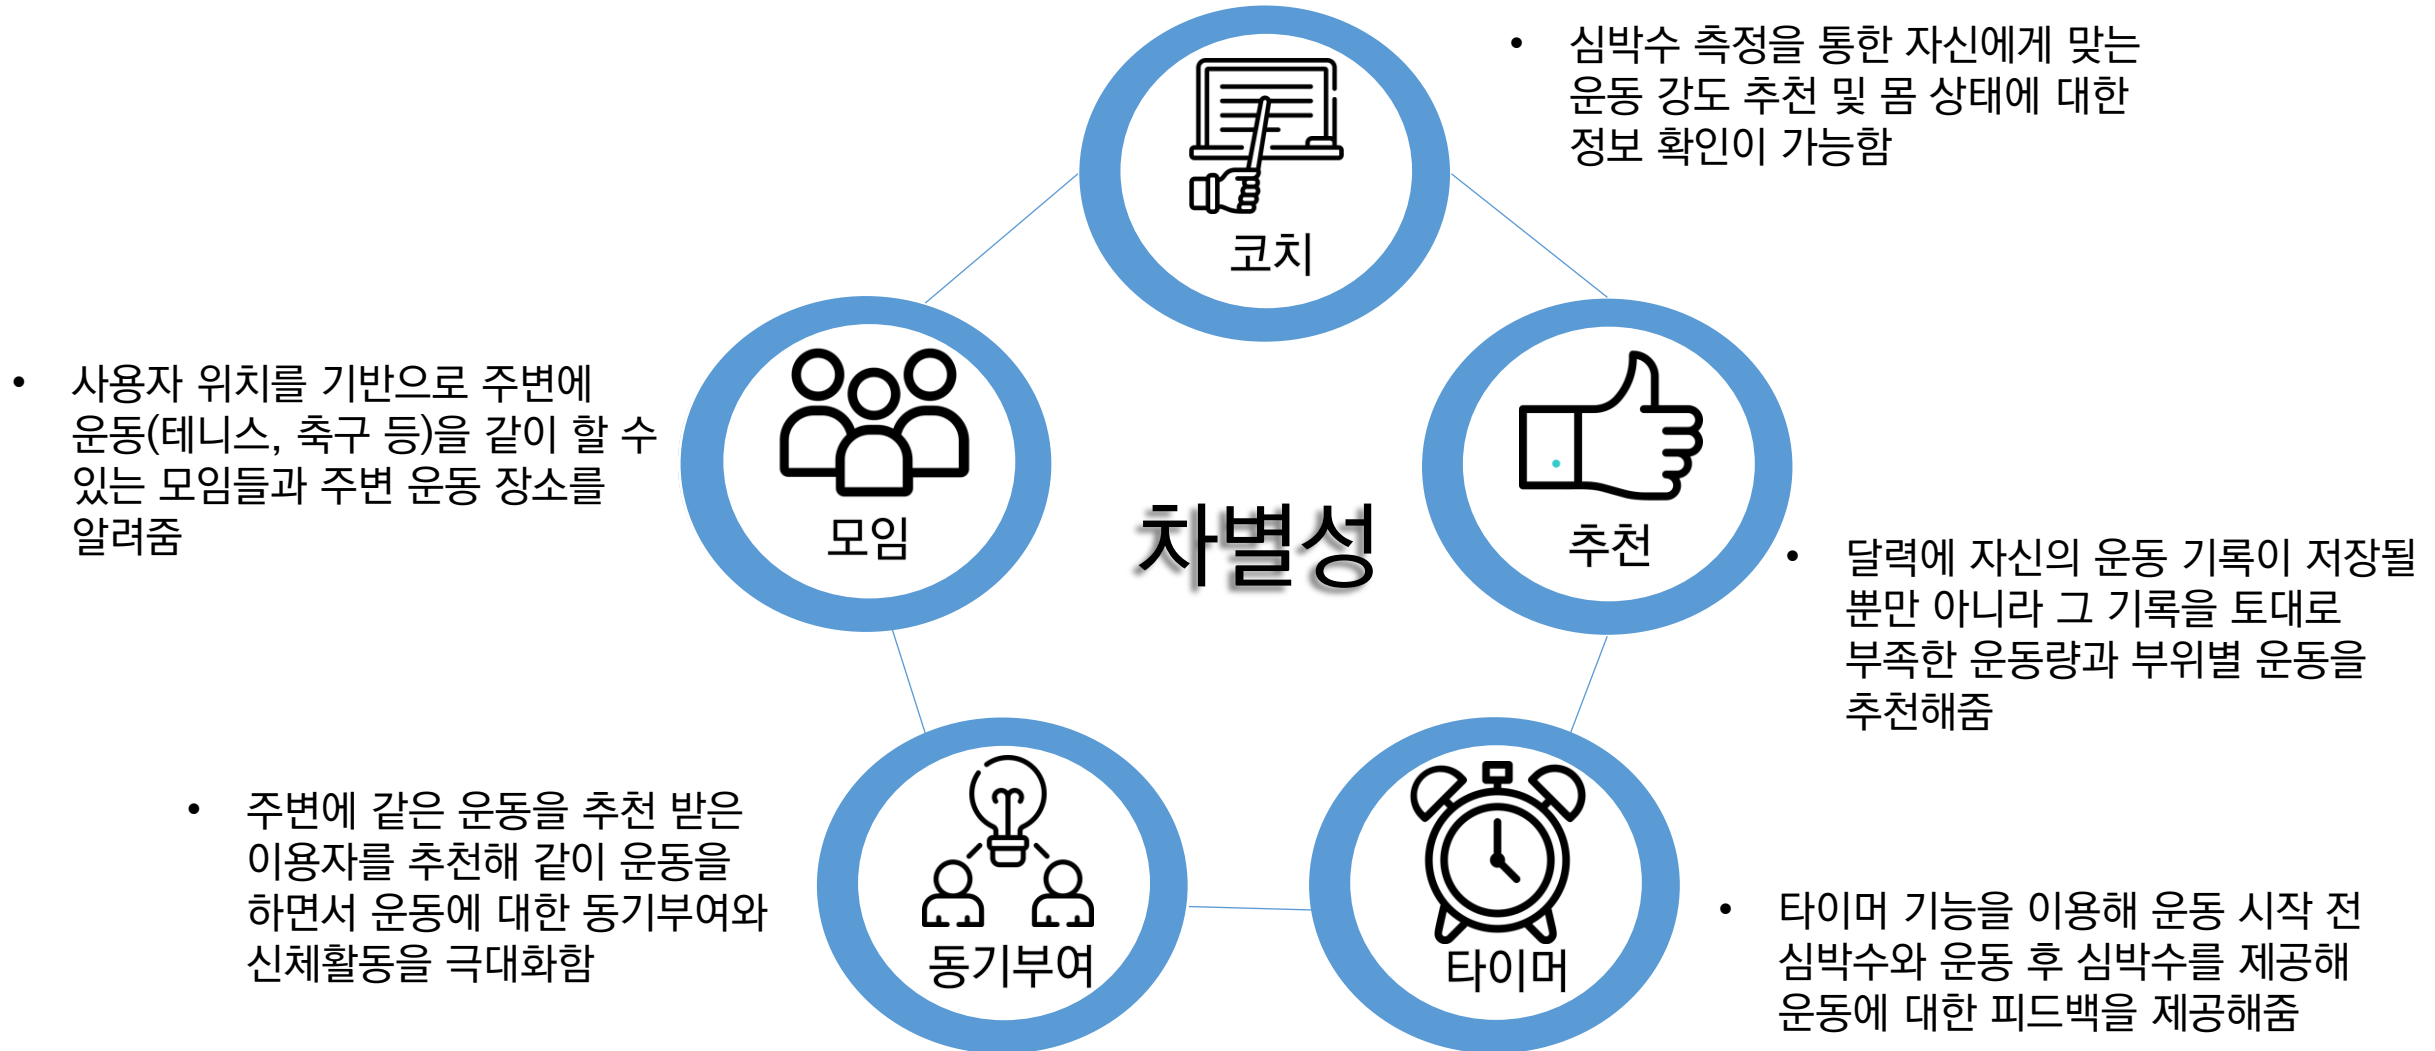 • 심박수 측정을 통한 자신에게 맞는
운동 강도 추천 및 몸 상태에 대한
정보 확인이 가능함
코치
• 사용자 위치를 기반으로 주변에
운동(테니스, 축구 등)을 같이 할 수
있는 모임들과 주변 운동 장소를
알려줌
모임
차별성
추천
• 달력에 자신의 운동 기록이 저장될
뿐만 아니라 그 기록을 토대로
부족한 운동량과 부위별 운동을
추천해줌
• 주변에 같은 운동을 추천 받은
이용자를 추천해 같이 운동을
하면서 운동에 대한 동기부여와
신체활동을 극대화함
동기부여
타이머
• 타이머 기능을 이용해 운동 시작 전
심박수와 운동 후 심박수를 제공해
운동에 대한 피드백을 제공해줌